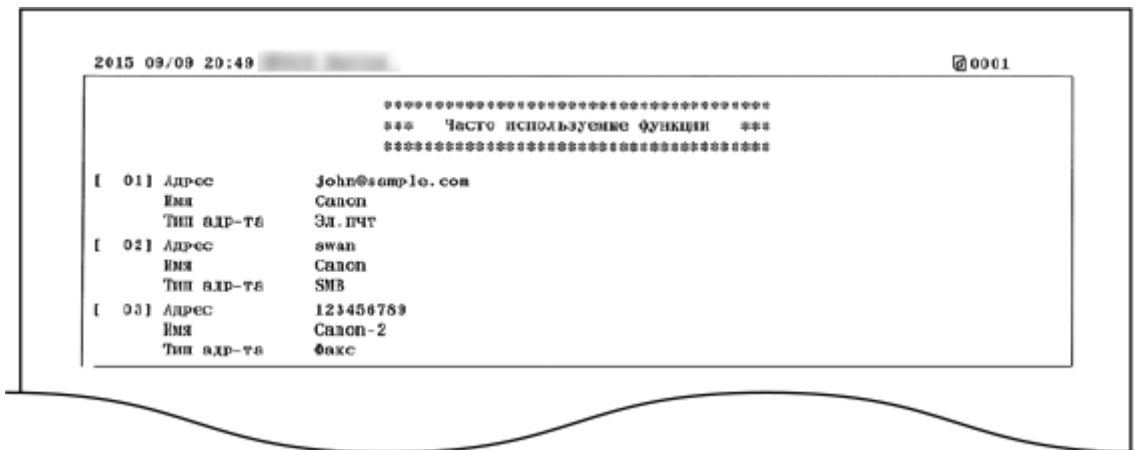 2015 09/09 20:49 0001
************************************
*** Часто используемые функции ***
************************************
[ 01] Адрес john@sample.com
Имя Canon
Тип адр-та Эл.пчт
[ 02] Адрес swan
Имя Canon
Тип адр-та SMB
[ 03] Адрес 123456789
Имя Canon-2
Тип адр-та Факс